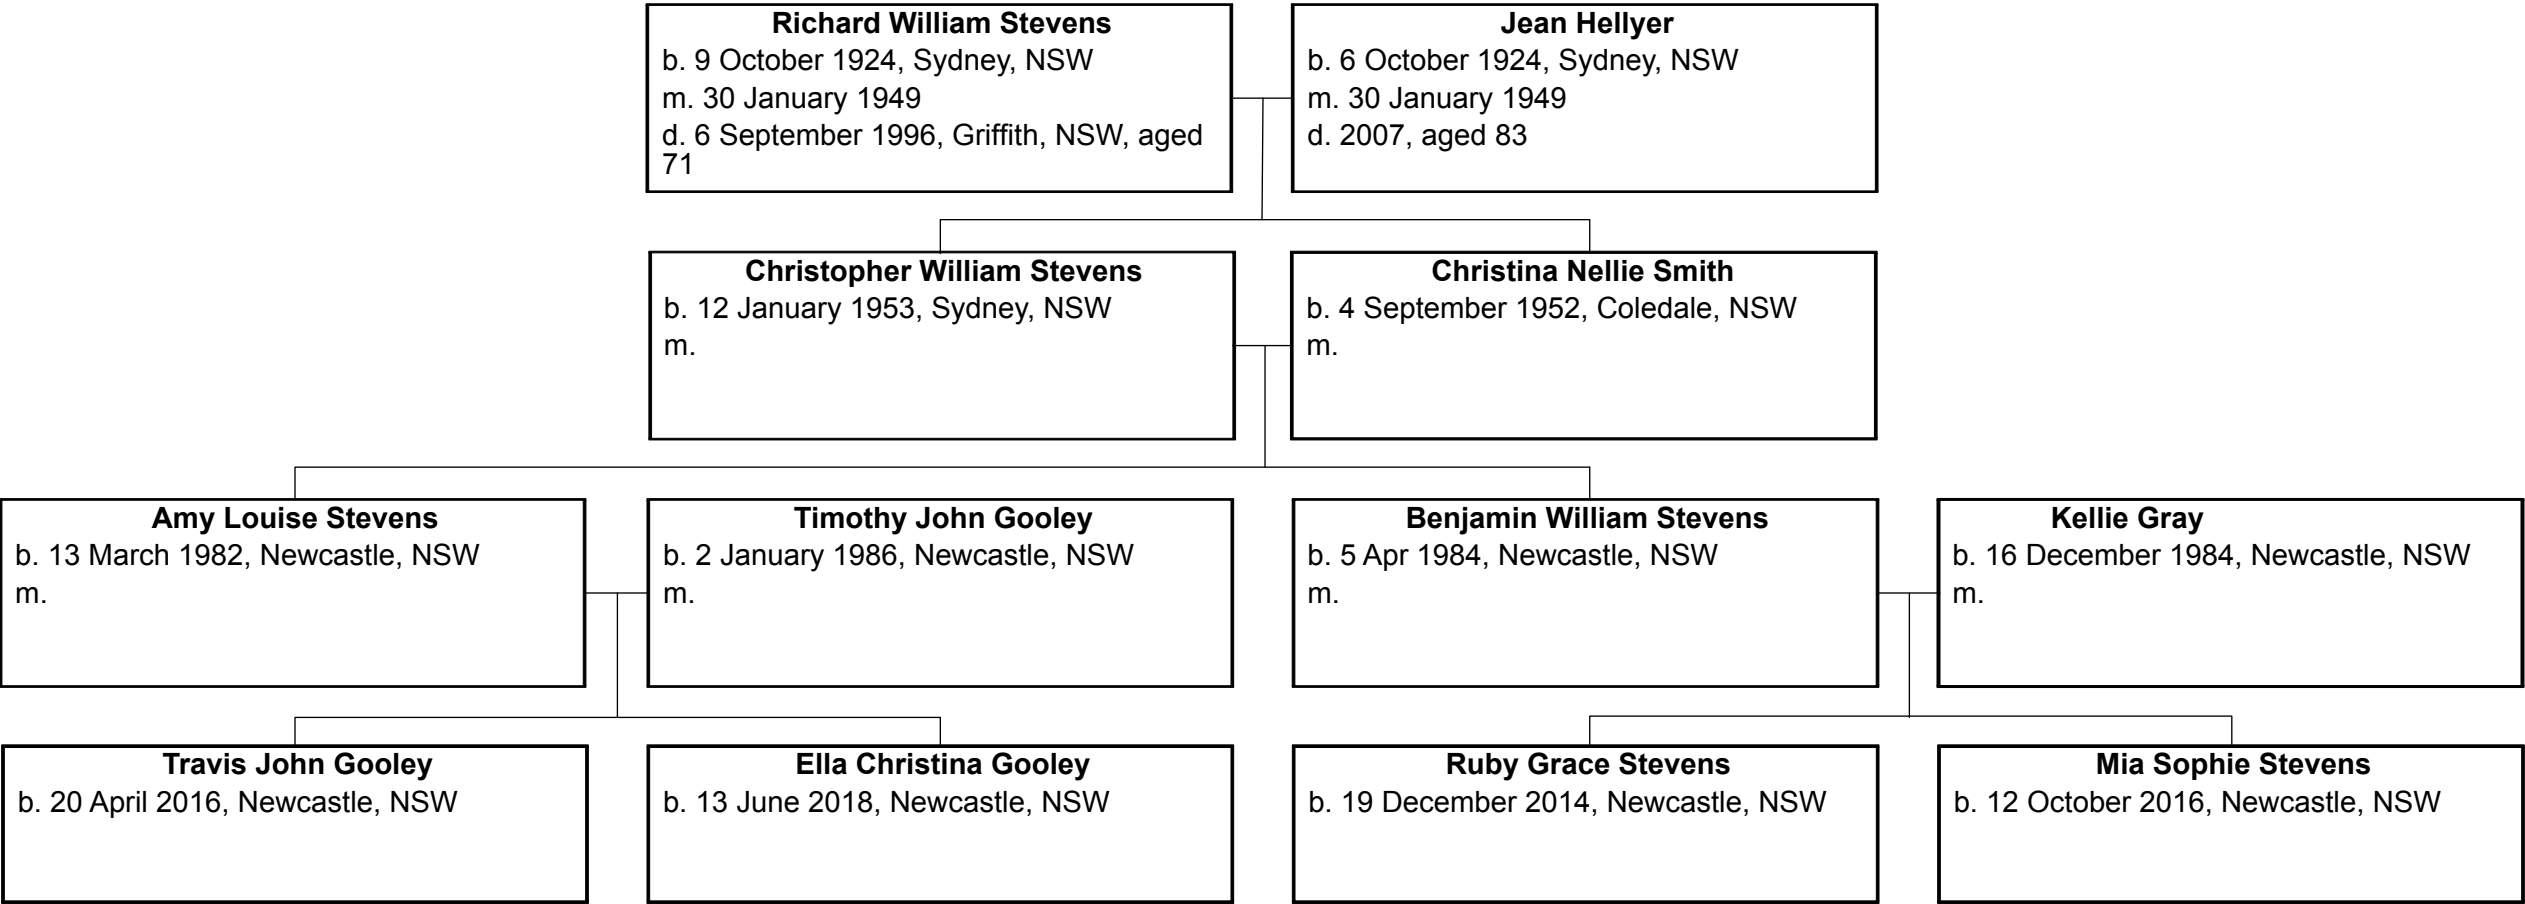 Richard William Stevens
b. 9 October 1924, Sydney, NSW
m. 30 January 1949
d. 6 September 1996, Griffith, NSW, aged
71
Jean Hellyer
b. 6 October 1924, Sydney, NSW
m. 30 January 1949
d. 2007, aged 83
Christopher William Stevens
b. 12 January 1953, Sydney, NSW
m.
Christina Nellie Smith
b. 4 September 1952, Coledale, NSW
m.
Amy Louise Stevens
b. 13 March 1982, Newcastle, NSW
m.
Timothy John Gooley
b. 2 January 1986, Newcastle, NSW
m.
Benjamin William Stevens
b. 5 Apr 1984, Newcastle, NSW
m.
Kellie Gray
b. 16 December 1984, Newcastle, NSW
m.
Travis John Gooley
b. 20 April 2016, Newcastle, NSW
Ella Christina Gooley
b. 13 June 2018, Newcastle, NSW
Ruby Grace Stevens
b. 19 December 2014, Newcastle, NSW
Mia Sophie Stevens
b. 12 October 2016, Newcastle, NSW